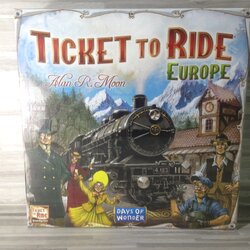 TICKET TO RIDE
EUROPE
Alan R. Moon
DAYS OF
WONDER